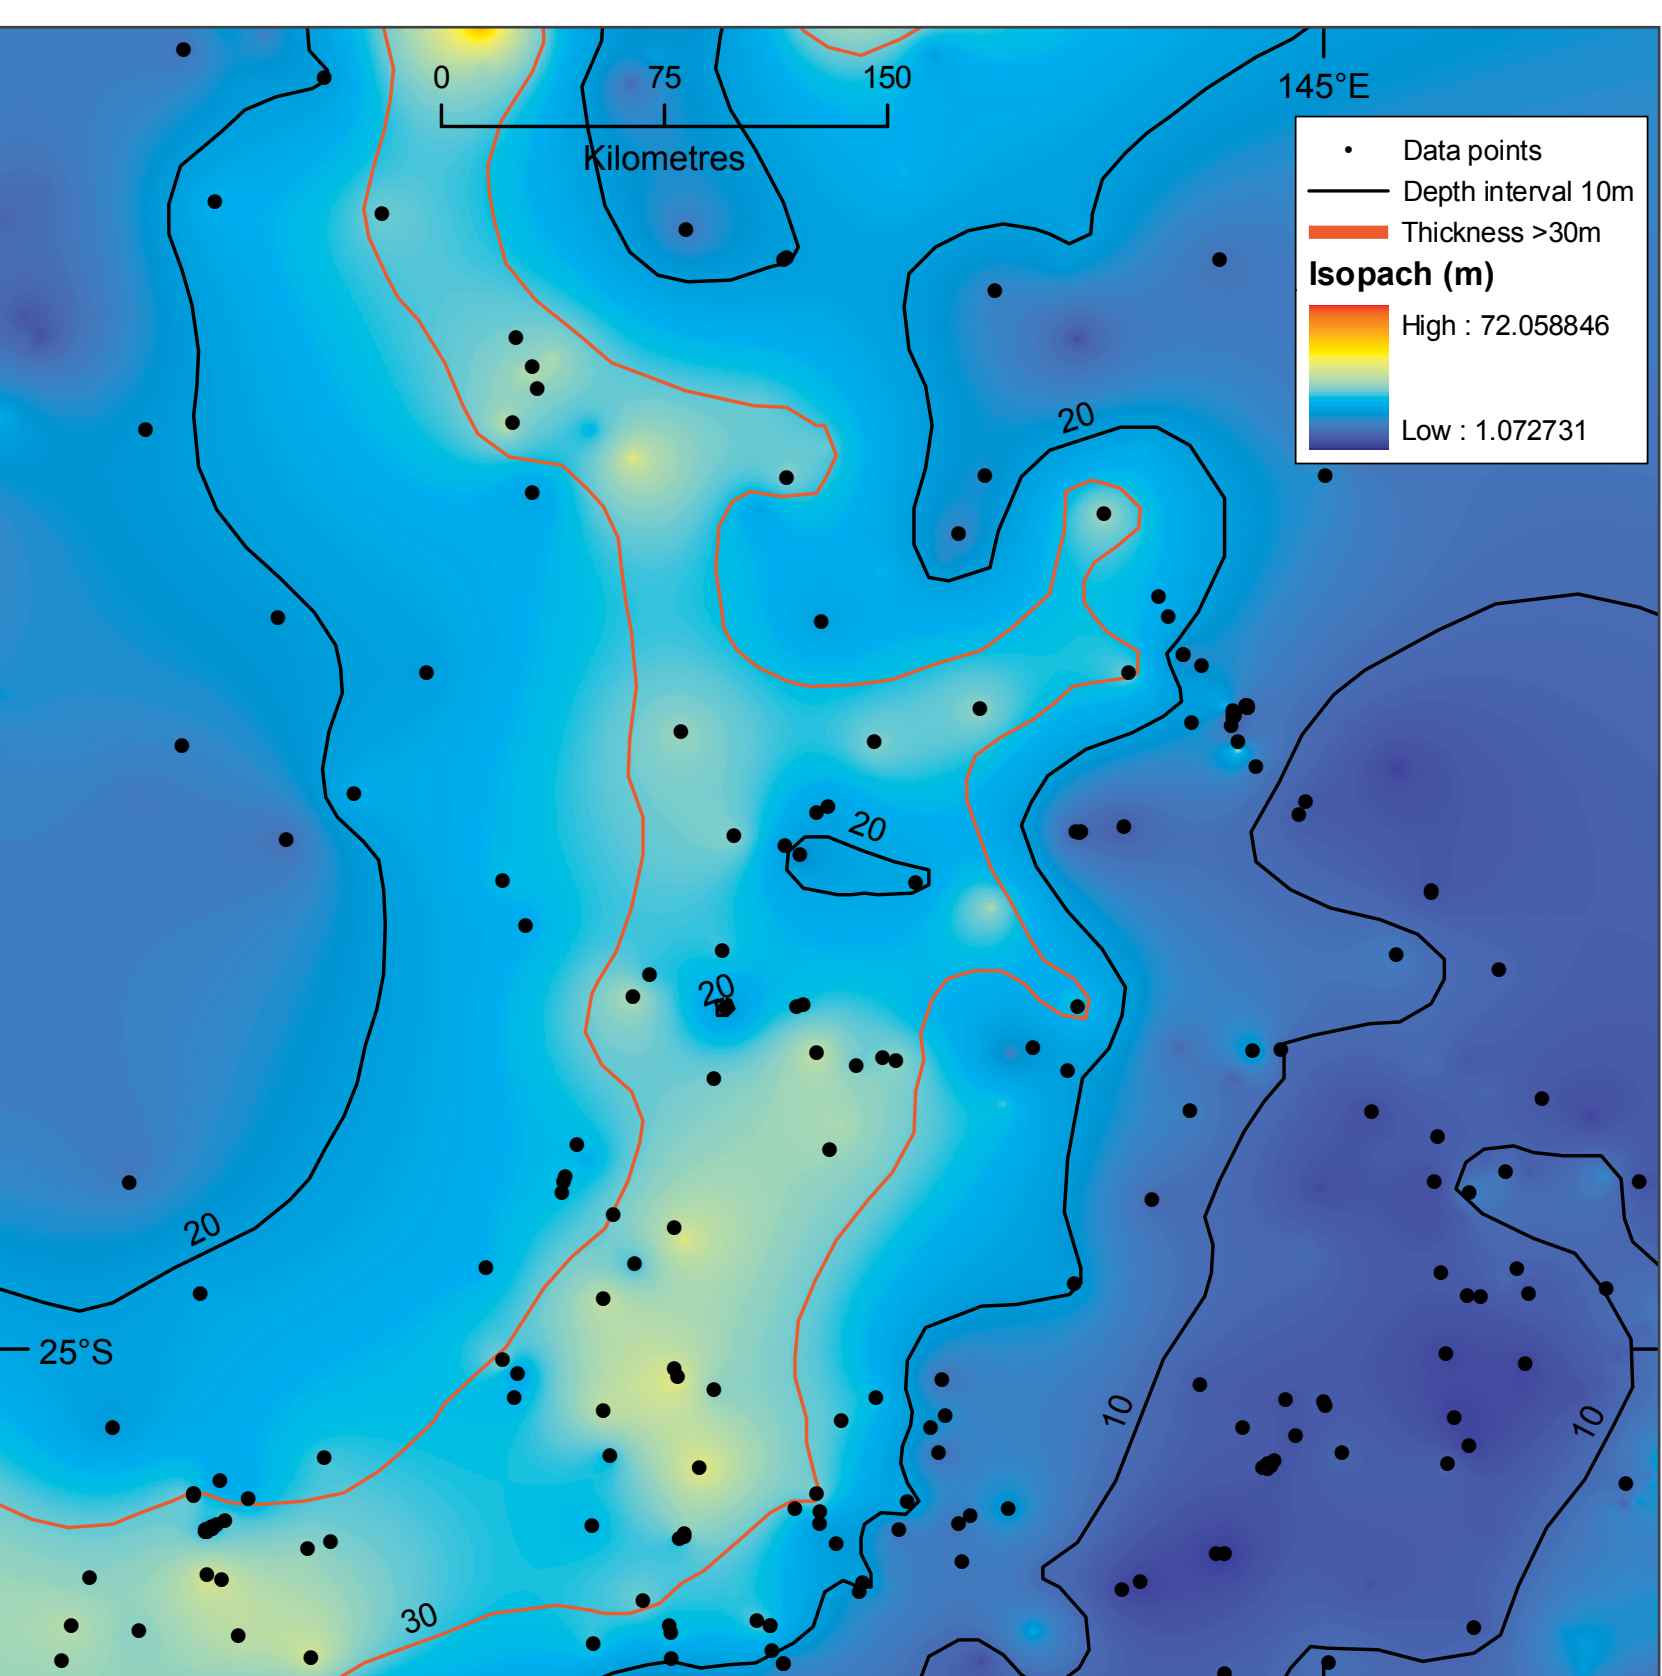 0 75 150
Kilometres
145°E
Data points
Depth interval 10m
Thickness >30m
Isopach (m)
High : 72.058846
Low : 1.072731
20
20
20
20
25°S
10
10
30